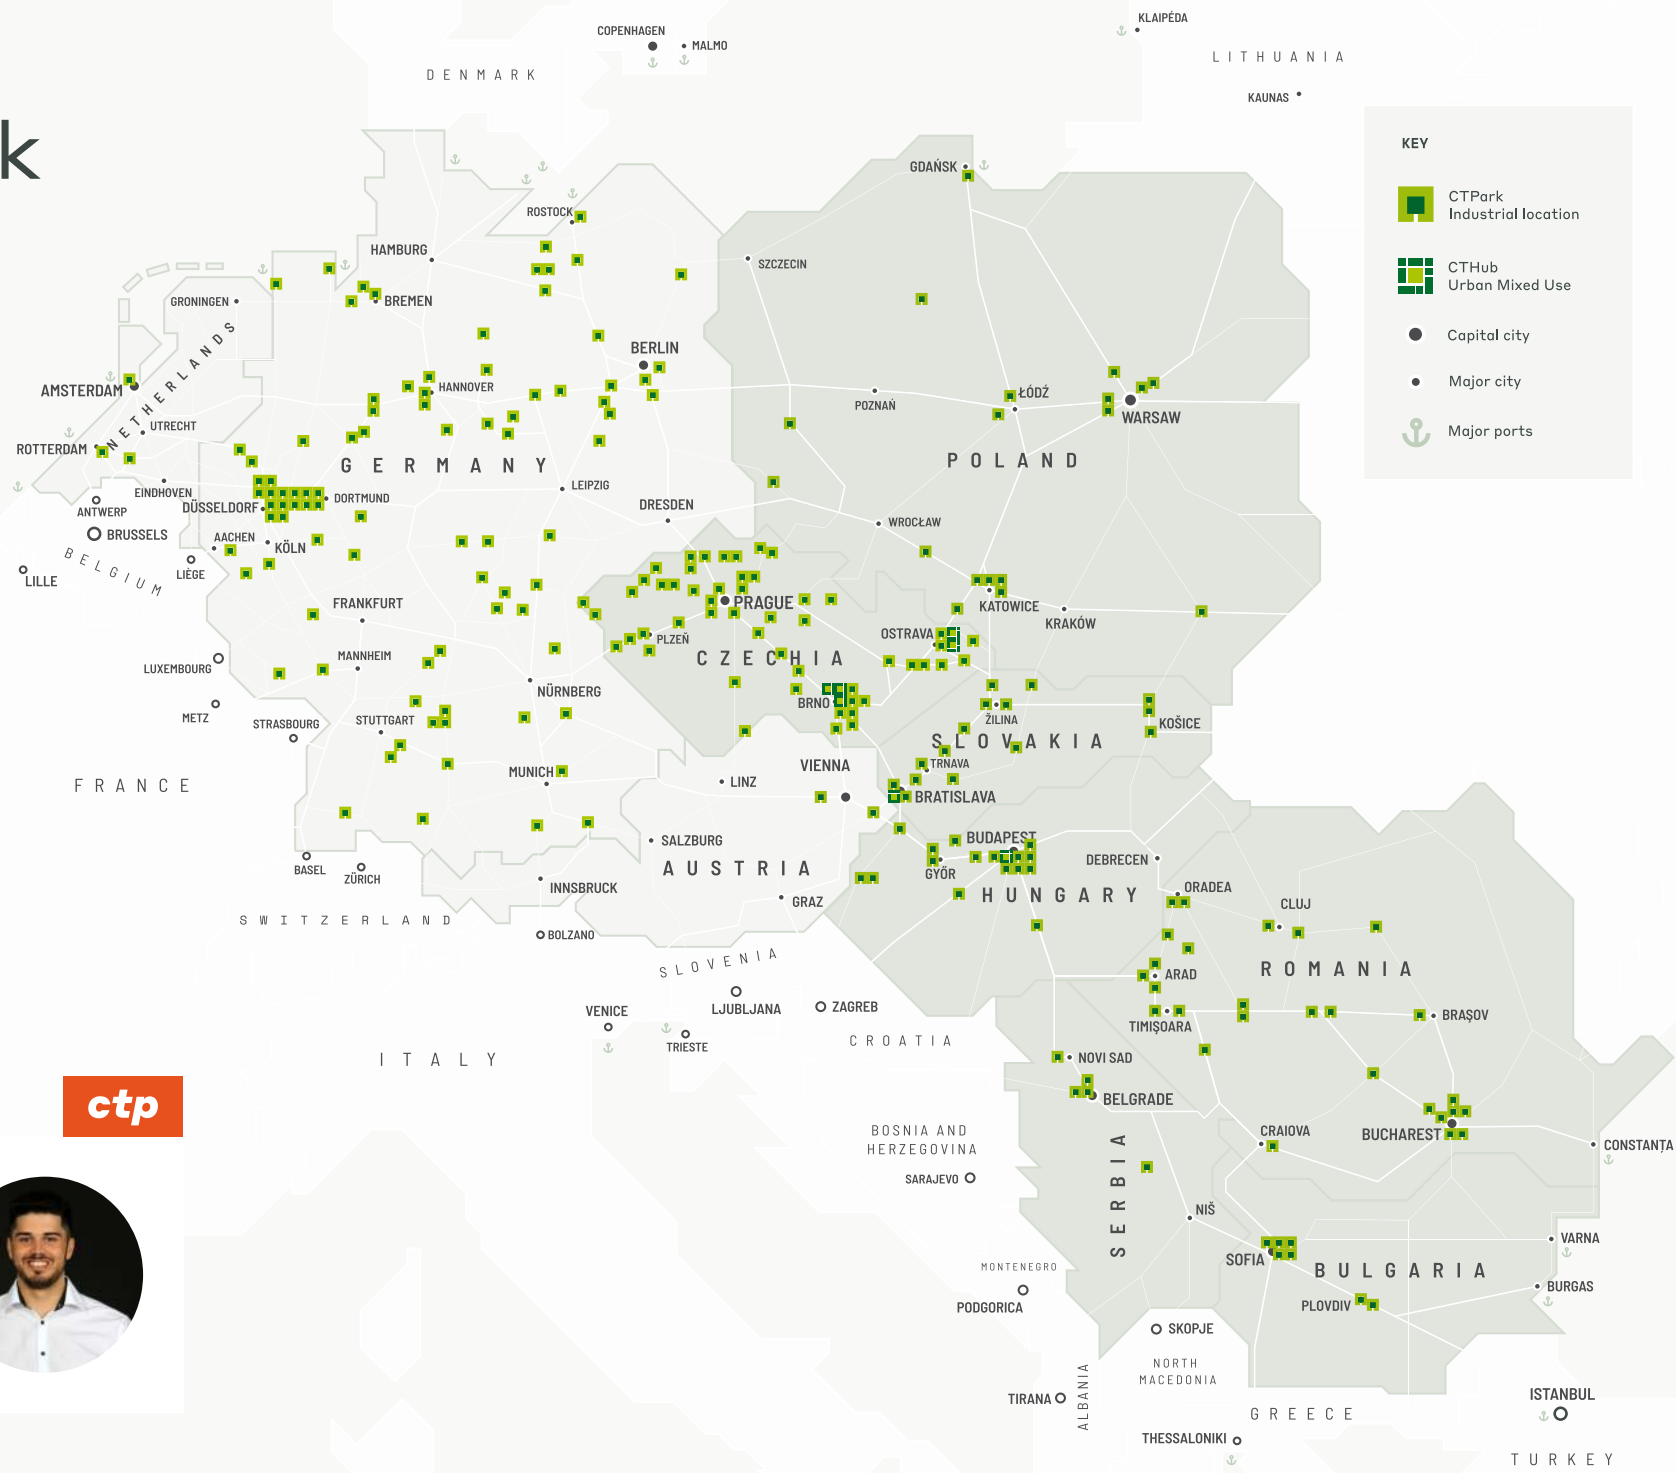 k
KLAIPÉDA
COPENHAGEN
MALMO
DENMARK
LITHUANIA
KAUNAS
KEY
CTPark
Industrial location
CTHub
Urban Mixed Use
Capital city
Major city
Major ports
GDAŃSK
ROSTOCK
HAMBURG
SZCZECIN
GRONINGEN
BREMEN
NETHERLANDS
BERLIN
AMSTERDAM
HANNOVER
POZNAŃ
ŁÓDŹ
WARSAW
UTRECHT
ROTTERDAM
GERMANY
POLAND
EINDHOVEN
DORTMUND
LEIPZIG
ANTWERP
DÜSSELDORF
DRESDEN
WROCŁAW
BRUSSELS
AACHEN
KÖLN
BELGIUM
LIÈGE
LILLE
FRANKFURT
PRAGUE
KATOWICE
KRAKÓW
OSTRAVA
PLZEŇ
CZECHIA
MANNHEIM
LUXEMBOURG
NÜRNBERG
METZ
BRNO
STRASBOURG
STUTTGART
ŽILINA
KOŠICE
SLOVAKIA
TRNAVA
VIENNA
MUNICH
LINZ
FRANCE
BRATISLAVA
SALZBURG
BUDAPEST
DEBRECEN
BASEL
ZÜRICH
AUSTRIA
GYŐR
INNSBRUCK
HUNGARY
ORADEA
GRAZ
CLUJ
SWITZERLAND
BOLZANO
SLOVENIA
ROMANIA
ARAD
LJUBLJANA
ZAGREB
VENICE
TRIESTE
TIMIŞOARA
BRAŞOV
CROATIA
ITALY
NOVI SAD
BELGRADE
ctp
BOSNIA AND
HERZEGOVINA
CRAIOVA
BUCHAREST
CONSTANȚA
SARAJEVO
SERBIA
NIŠ
VARNA
SOFIA
BULGARIA
MONTENEGRO
BURGAS
PODGORICA
PLOVDIV
SKOPJE
NORTH
MACEDONIA
TIRANA
ALBANIA
ISTANBUL
GREECE
THESSALONIKI
TURKEY